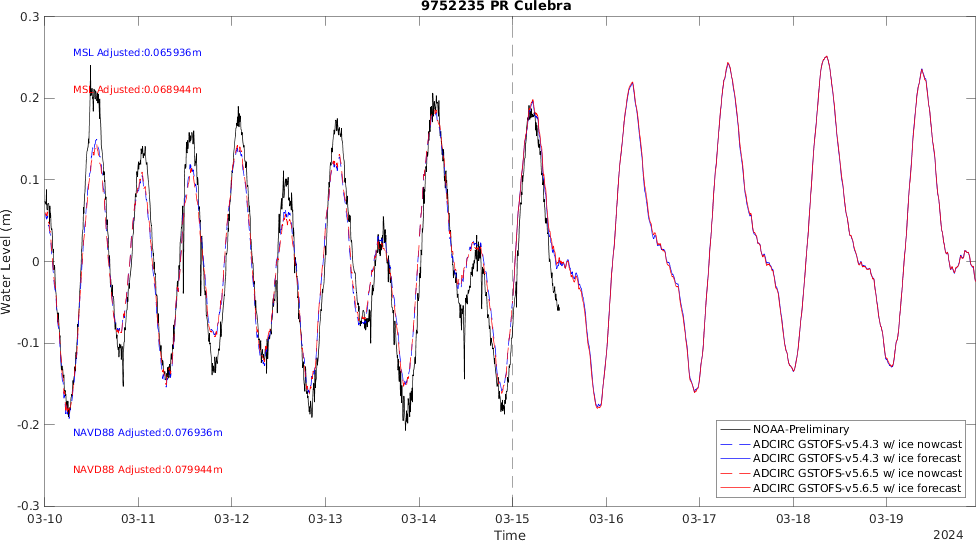 9752235 PR Culebra
0.3
MSL Adjusted:0.065936m
MSL Adjusted:0.068944m
0.2
0.1
0
-0.1
-0.2
-0.3
Water Level (m)
NAVD88 Adjusted:0.076936m
NAVD88 Adjusted:0.079944m
NOAA-Preliminary
ADCIRC GSTOFS-v5.4.3 w/ ice nowcast
ADCIRC GSTOFS-v5.4.3 w/ ice forecast
ADCIRC GSTOFS-v5.6.5 w/ ice nowcast
ADCIRC GSTOFS-v5.6.5 w/ ice forecast
03-10 03-11 03-12 03-13 03-14 03-15 03-16 03-17 03-18 03-19
Time
2024